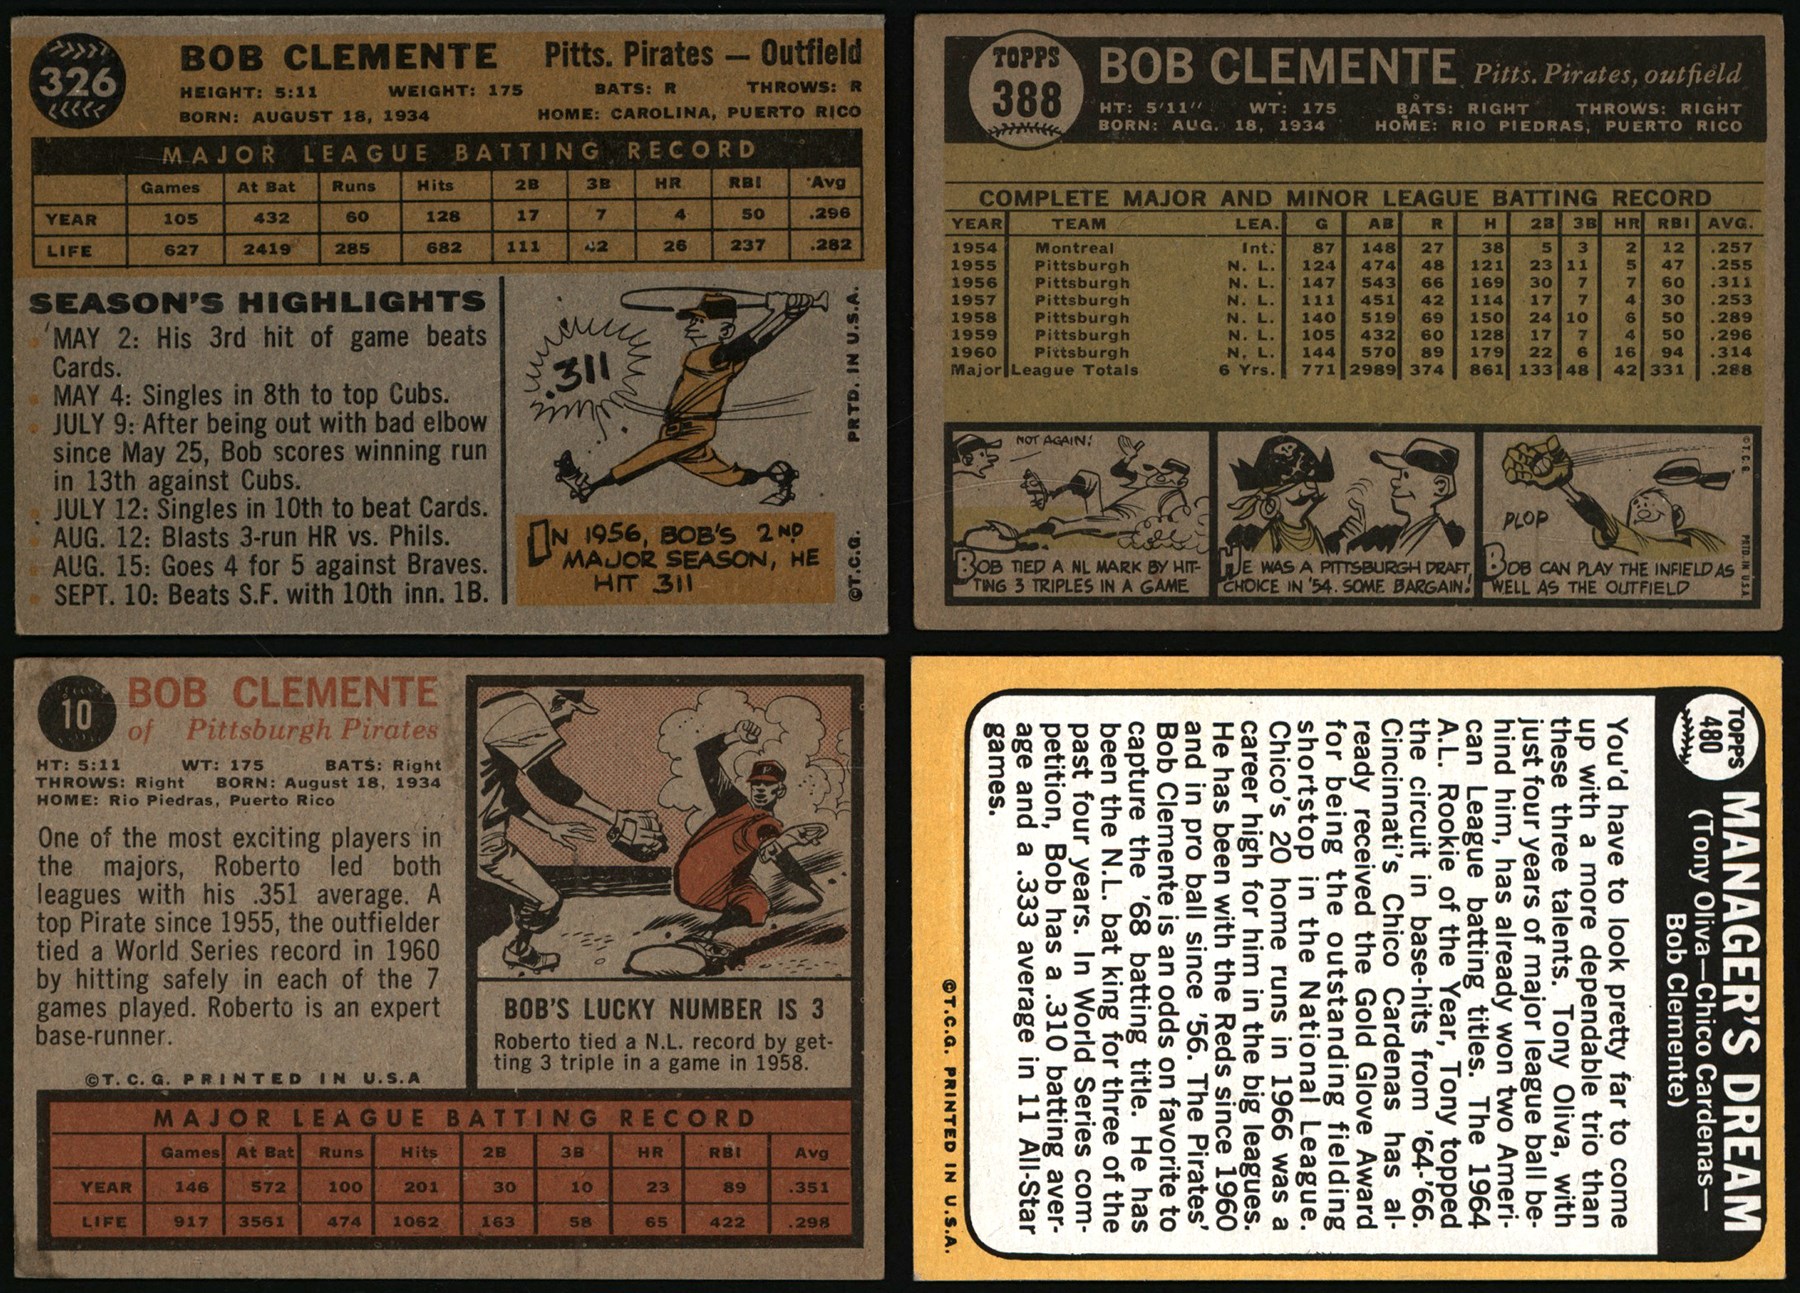 326
BOB CLEMENTE Pitts. Pirates — Outfield
HEIGHT: 5:11 WEIGHT: 175 BATS: R THROWS: R
BORN: AUGUST 18, 1934 HOME: CAROLINA, PUERTO RICO
MAJOR LEAGUE BATTING RECORD
Games At Bat Runs Hits 2B 3B HR RBI Avg
YEAR 105 432 60 128 17 7 4 50 .296
LIFE 627 2419 285 682 111 42 26 237 .282
SEASON'S HIGHLIGHTS
MAY 2: His 3rd hit of game beats
Cards.
MAY 4: Singles in 8th to top Cubs.
JULY 9: After being out with bad elbow
since May 25, Bob scores winning run
in 13th against Cubs.
JULY 12: Singles in 10th to beat Cards.
AUG. 12: Blasts 3-run HR vs. Phils.
AUG. 15: Goes 4 for 5 against Braves.
SEPT. 10: Beats S.F. with 10th inn. 1B.
.311
IN 1956, BOB'S 2ND
MAJOR SEASON, HE
HIT .311
©T.C.G. PRTD. IN U.S.A.
TOPPS
388
BOB CLEMENTE Pitts. Pirates, outfield
HT: 5'11" WT: 175 BATS: RIGHT THROWS: RIGHT
BORN: AUG. 18, 1934 HOME: RIO PIEDRAS, PUERTO RICO
COMPLETE MAJOR AND MINOR LEAGUE BATTING RECORD
YEAR TEAM LEA. G AB R H 2B 3B HR RBI AVG.
1954 Montreal Int. 87 148 27 38 5 3 2 12 .257
1955 Pittsburgh N. L. 124 474 48 121 23 11 5 47 .255
1956 Pittsburgh N. L. 147 543 66 169 30 7 7 60 .311
1957 Pittsburgh N. L. 111 451 42 114 17 7 4 30 .253
1958 Pittsburgh N. L. 140 519 69 150 24 10 6 50 .289
1959 Pittsburgh N. L. 105 432 60 128 17 7 4 50 .296
1960 Pittsburgh N. L. 144 570 89 179 22 6 16 94 .314
Major League Totals 6 Yrs. 771 2989 374 861 133 48 42 331 .288
NOT AGAIN!
BOB TIED A NL MARK BY HIT-
TING 3 TRIPLES IN A GAME
HE WAS A PITTSBURGH DRAFT
CHOICE IN '54. SOME BARGAIN!
PLOP
BOB CAN PLAY THE INFIELD AS
WELL AS THE OUTFIELD
©T.C.G. PRTD. IN U.S.A.
10
BOB CLEMENTE
of Pittsburgh Pirates
HT: 5:11 WT: 175 BATS: Right
THROWS: Right BORN: August 18, 1934
HOME: Rio Piedras, Puerto Rico
One of the most exciting players in
the majors, Roberto led both
leagues with his .351 average. A
top Pirate since 1955, the outfielder
tied a World Series record in 1960
by hitting safely in each of the 7
games played. Roberto is an expert
base-runner.
©T.C.G. PRINTED IN U.S.A
BOB'S LUCKY NUMBER IS 3
Roberto tied a N.L. record by get-
ting 3 triple in a game in 1958.
MAJOR LEAGUE BATTING RECORD
Games At Bat Runs Hits 2B 3B HR RBI Avg
YEAR 146 572 100 201 30 10 23 89 .351
LIFE 917 3561 474 1062 163 58 65 422 .298
TOPPS
480
MANAGER'S DREAM
(Tony Oliva—Chico Cardenas—
Bob Clemente)
You'd have to look pretty far to come
up with a more dependable trio than
these three talents. Tony Oliva, with
just four years of major league ball be-
hind him, has already won two Ameri-
can League batting titles. The 1964
A.L. Rookie of the Year, Tony topped
the circuit in base-hits from '64-'66.
Cincinnati's Chico Cardenas has al-
ready received the Gold Glove Award
for being the outstanding fielding
shortstop in the National League.
Chico's 20 home runs in 1966 was a
career high for him in the big leagues.
He has been with the Reds since 1960
and in pro ball since '56. The Pirates'
Bob Clemente is an odds on favorite to
capture the '68 batting title. He has
been the N.L. bat king for three of the
past four years. In World Series com-
petition, Bob has a .310 batting aver-
age and a .333 average in 11 All-Star
games.
©T.C.G. PRINTED IN U.S.A.